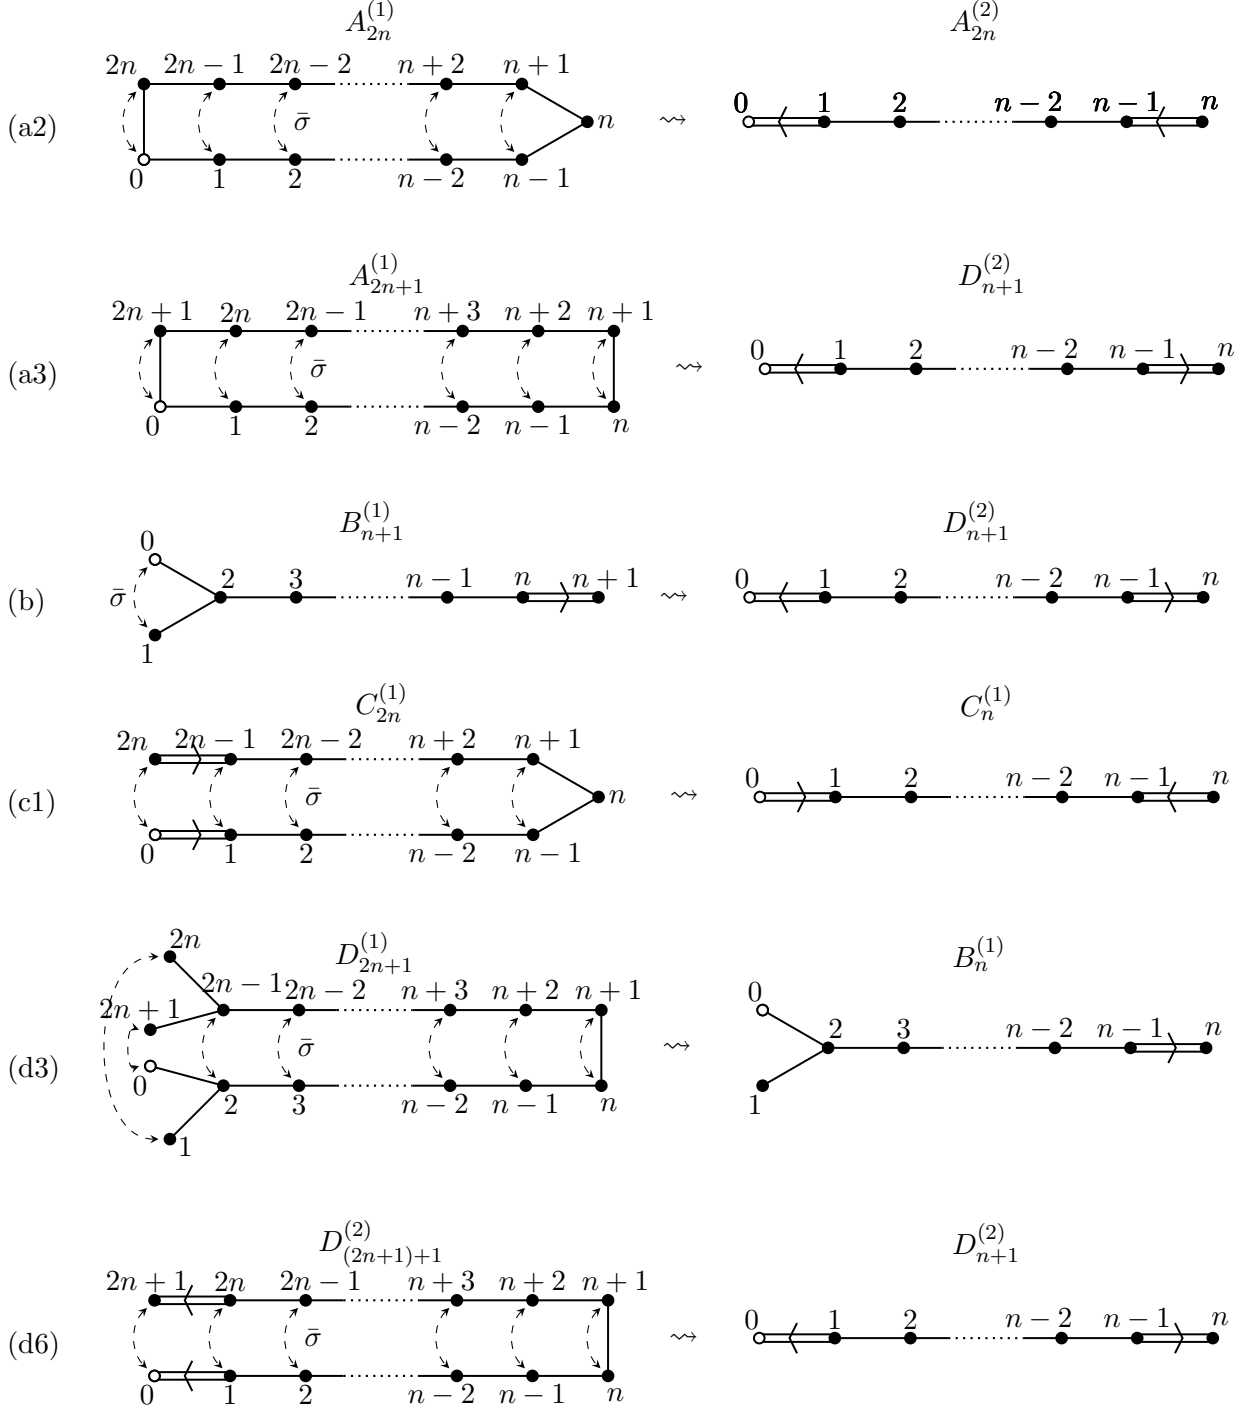 A_{2n}^{(1)} A_{2n}^{(2)}
2n 2n − 1 2n − 2 n + 2 n + 1
0 1 2 n − 2 n − 1 n
(a2) σ̄ n ⇝
0 1 2 n − 2 n − 1
A_{2n+1}^{(1)} D_{n+1}^{(2)}
2n + 1 2n 2n − 1 n + 3 n + 2 n + 1
0 1 2 n − 2 n − 1 n
(a3) σ̄ ⇝
0 1 2 n − 2 n − 1 n
B_{n+1}^{(1)} D_{n+1}^{(2)}
0
2 3 n − 1 n n + 1
0 1 2 n − 2 n − 1 n
(b) σ̄ ⇝
1
C_{2n}^{(1)} C_n^{(1)}
2n 2n − 1 2n − 2 n + 2 n + 1
0 1 2 n − 2 n − 1 n
(c1) σ̄ n ⇝
0 1 2 n − 2 n − 1
D_{2n+1}^{(1)} B_n^{(1)}
2n
2n − 1 2n − 2 n + 3 n + 2 n + 1
0
2n + 1
2 3 n − 2 n − 1 n
(d3) σ̄ ⇝
0
2 3 n − 2 n − 1 n
1
1
D_{(2n+1)+1}^{(2)} D_{n+1}^{(2)}
2n + 1 2n 2n − 1 n + 3 n + 2 n + 1
0 1 2 n − 2 n − 1 n
(d6) σ̄ ⇝
0 1 2 n − 2 n − 1 n